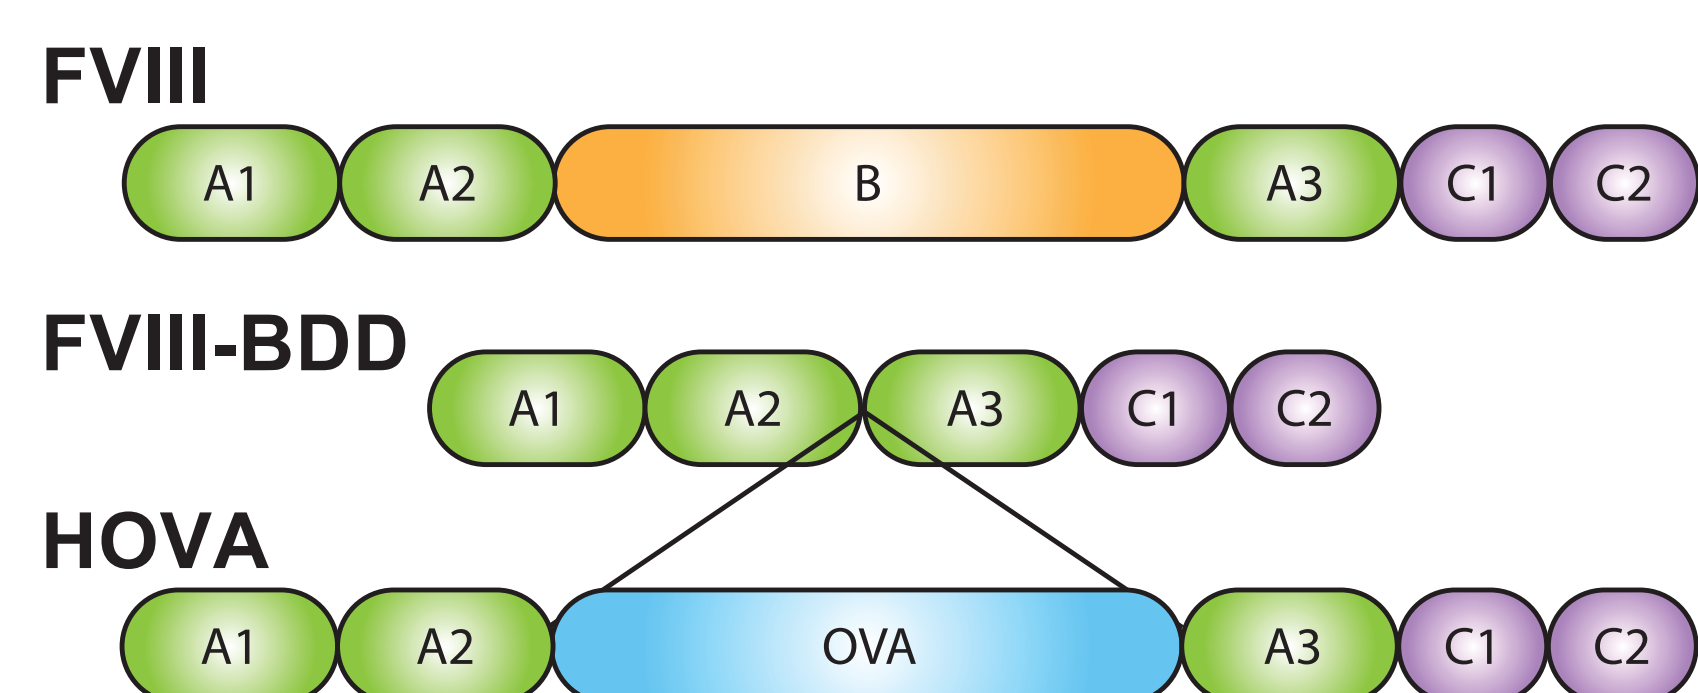 FVIII
A1 A2 B A3 C1 C2
FVIII-BDD
A1 A2 A3 C1 C2
HOVA
A1 A2 OVA A3 C1 C2